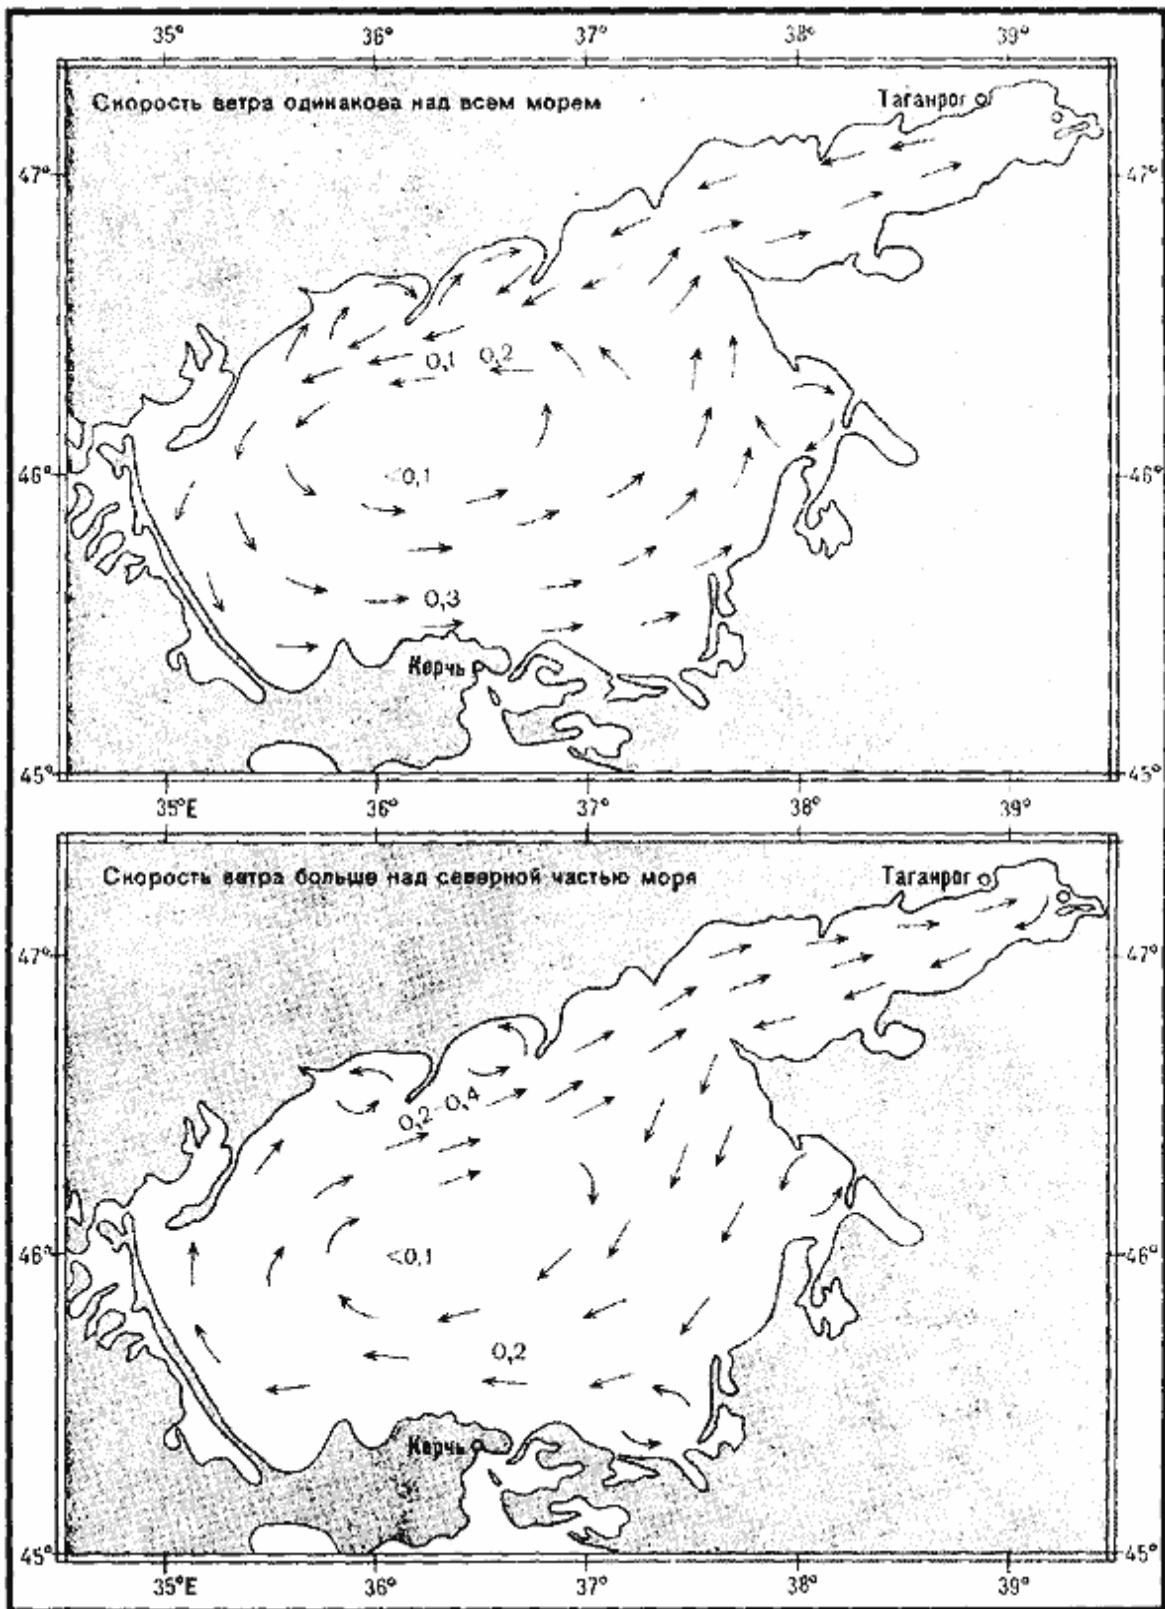 35° 36° 37° 38° 39°
Скорость ветра одинакова над всем морем
Таганрог
47° 47°
0,1 0,2
46° <0,1 46°
0,3
Керчь
45° 45°
35°E 36° 37° 38° 39°
Скорость ветра больше над северной частью моря
Таганрог
47° 47°
0,2-0,4
46° <0,1 46°
0,2
Керчь
45° 45°
35°E 36° 37° 38° 39°